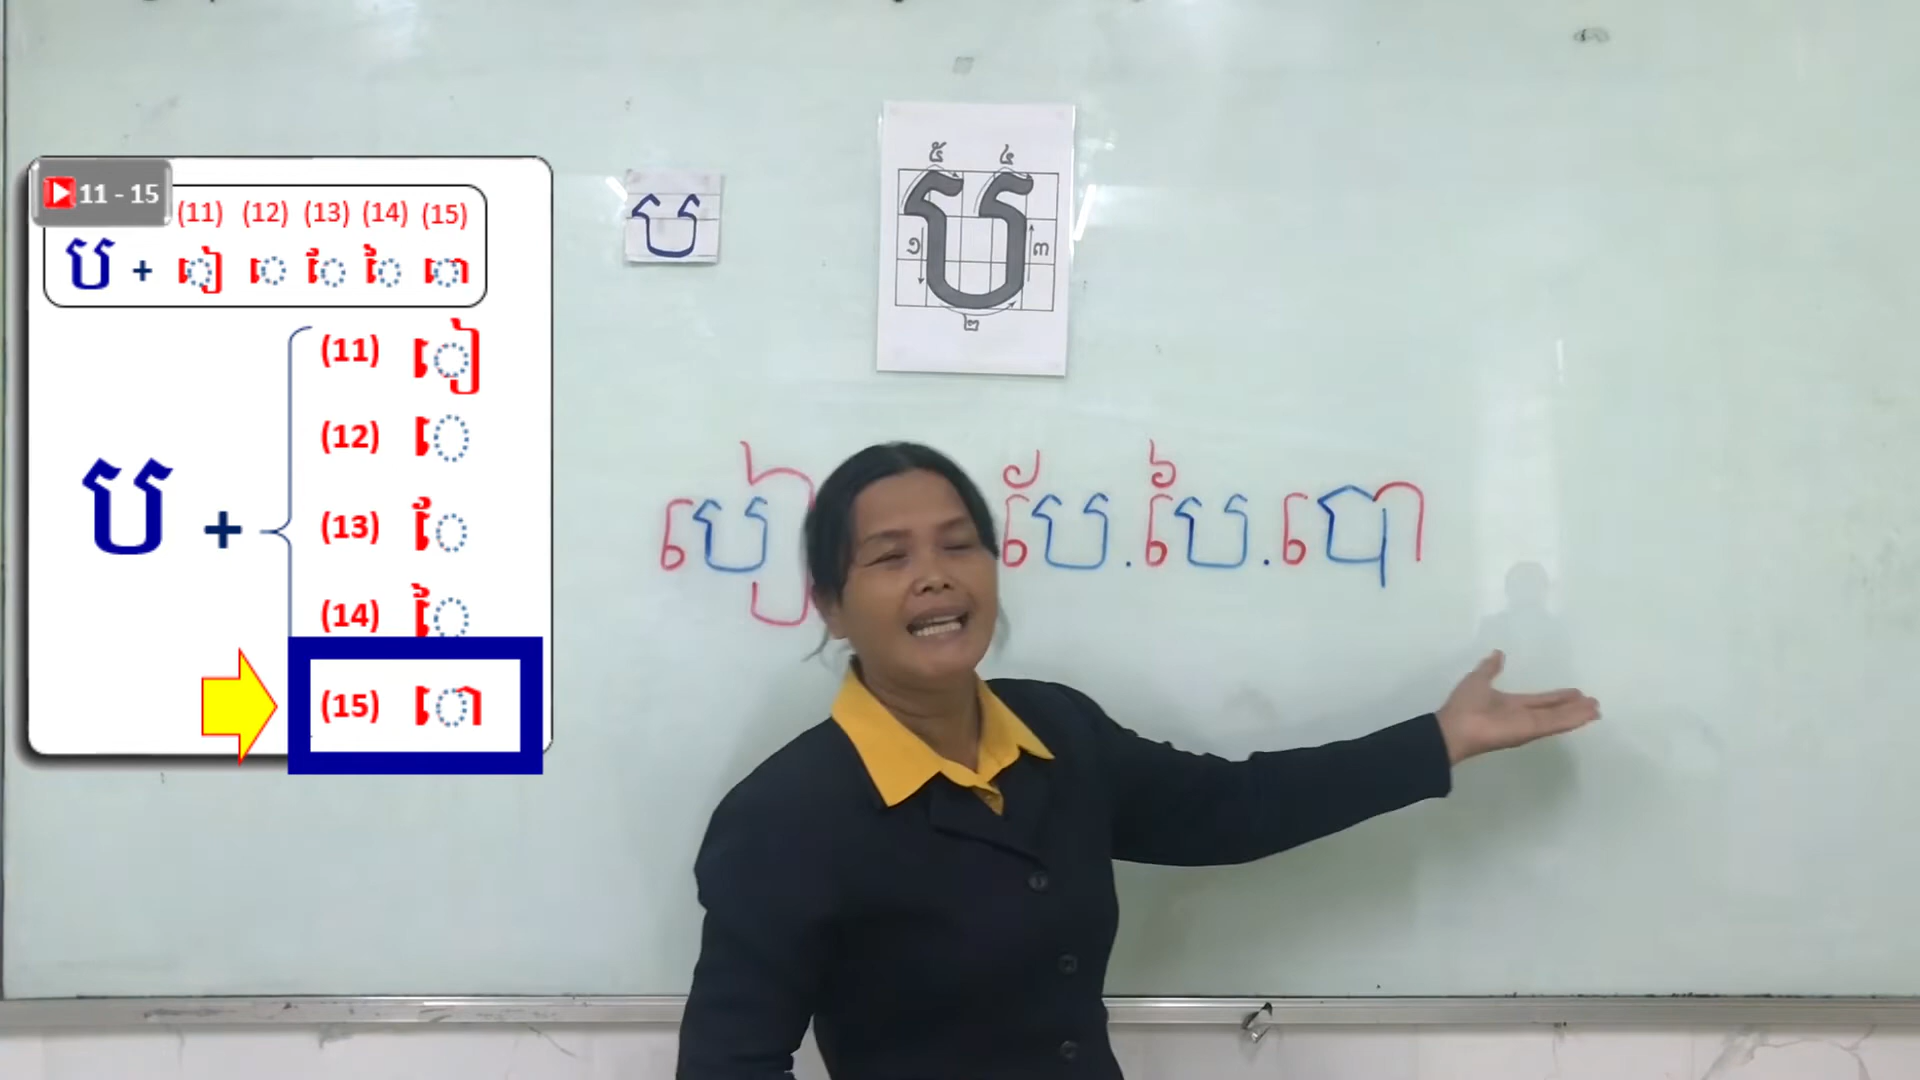 11 - 15
(11) (12) (13) (14) (15)
ប + ៀ េ ែ ៃ ោ
ប +
(11) ៀ
(12) េ
(13) ែ
(14) ៃ
(15) ោ
ប
៥ ៤
១ ៣
២
ប
បៀ បែ . បៃ . បោ